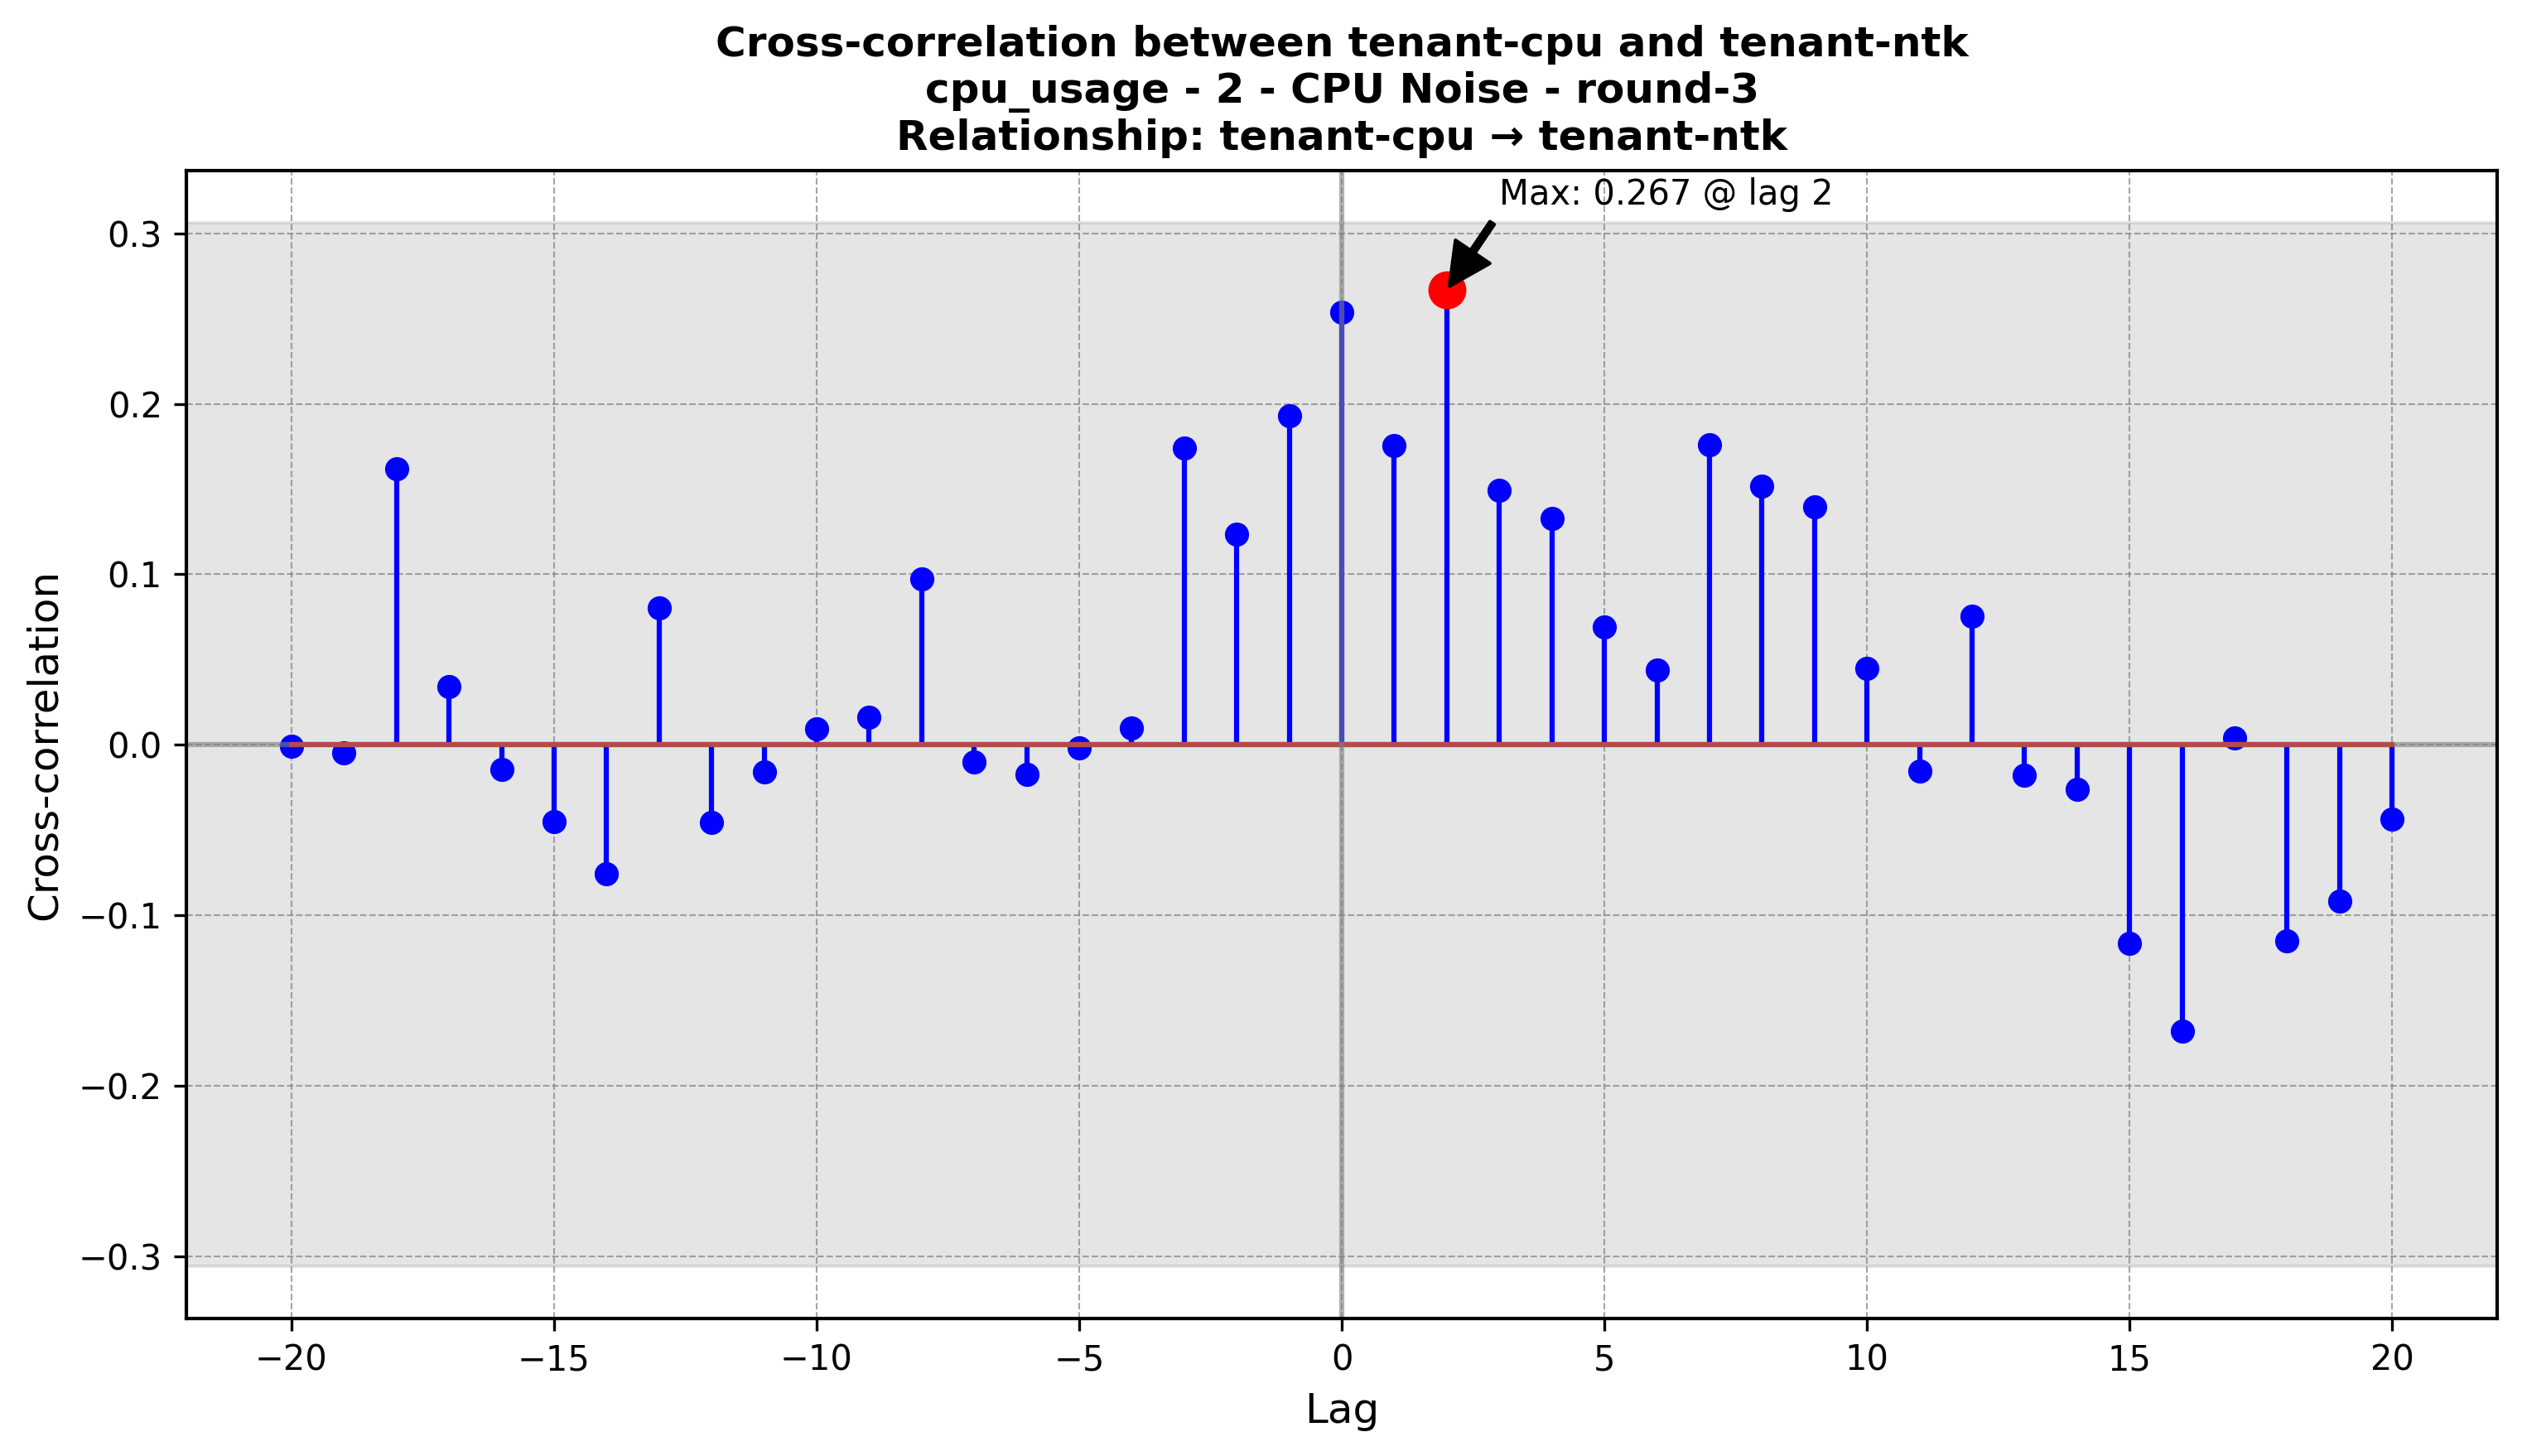 Cross-correlation between tenant-cpu and tenant-ntk
cpu_usage - 2 - CPU Noise - round-3
Relationship: tenant-cpu → tenant-ntk
Max: 0.267 @ lag 2
0.3
0.2
0.1
0.0
−0.1
−0.2
−0.3
Cross-correlation
−20
−15
−10
−5
0
5
10
15
20
Lag